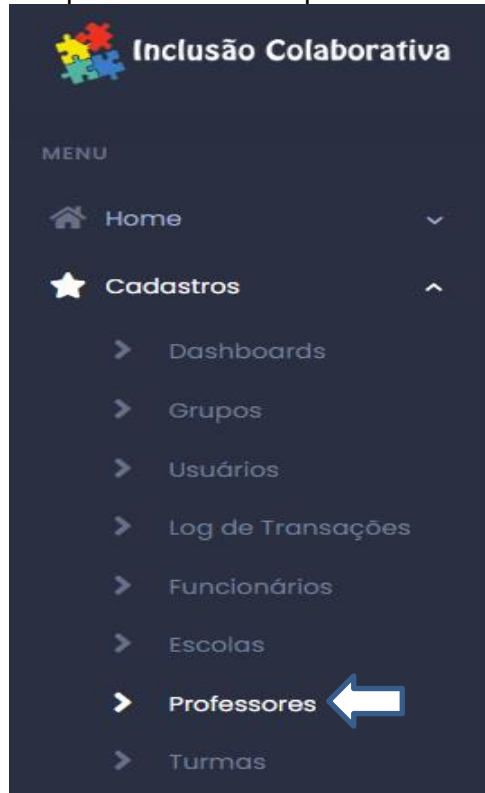 Inclusão Colaborativa
MENU
Home
Cadastros
Dashboards
Grupos
Usuários
Log de Transações
Funcionários
Escolas
Professores
Turmas